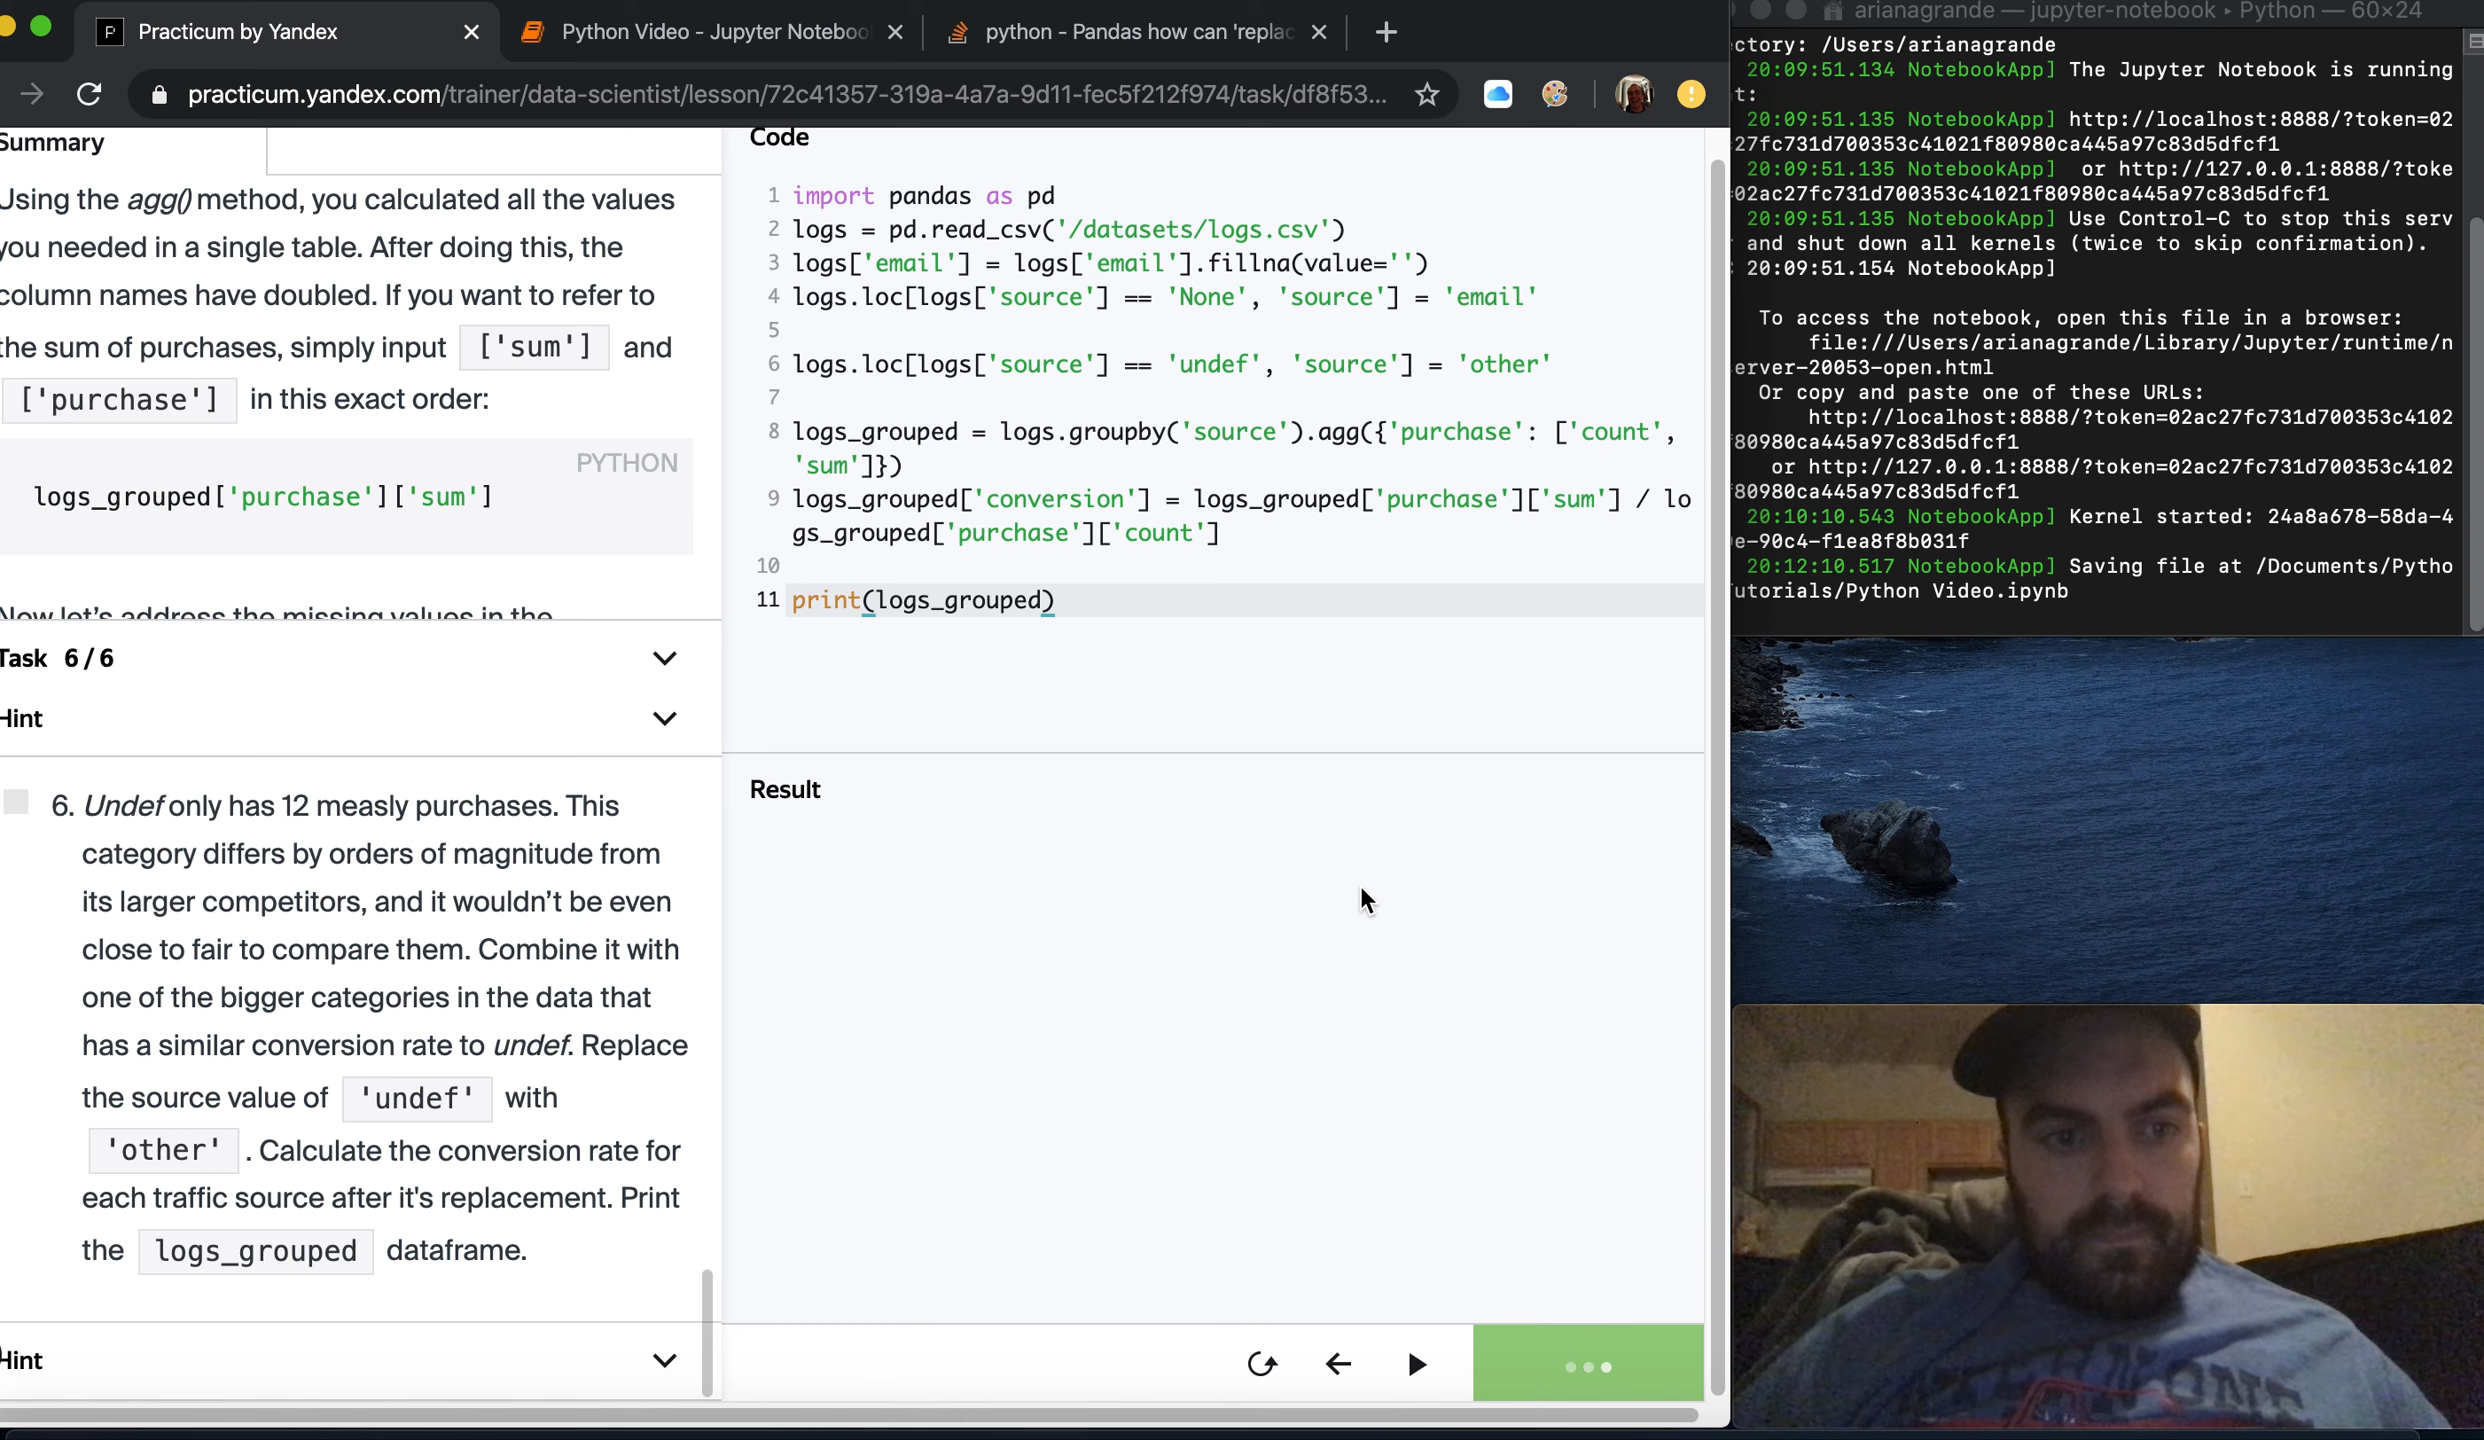 Practicum by Yandex
Python Video - Jupyter Noteboo
python - Pandas how can 'replac
practicum.yandex.com/trainer/data-scientist/lesson/72c41357-319a-4a7a-9d11-fec5f212f974/task/df8f53...
Summary
Using the agg() method, you calculated all the values
you needed in a single table. After doing this, the
column names have doubled. If you want to refer to
the sum of purchases, simply input ['sum'] and
['purchase'] in this exact order:
PYTHON
logs_grouped['purchase']['sum']
Now let's address the missing values in the
Task 6 / 6
Hint
6. Undef only has 12 measly purchases. This
category differs by orders of magnitude from
its larger competitors, and it wouldn't be even
close to fair to compare them. Combine it with
one of the bigger categories in the data that
has a similar conversion rate to undef. Replace
the source value of 'undef' with
'other' . Calculate the conversion rate for
each traffic source after it's replacement. Print
the logs_grouped dataframe.
Hint
Code
1 import pandas as pd
2 logs = pd.read_csv('/datasets/logs.csv')
3 logs['email'] = logs['email'].fillna(value='')
4 logs.loc[logs['source'] == 'None', 'source'] = 'email'
5
6 logs.loc[logs['source'] == 'undef', 'source'] = 'other'
7
8 logs_grouped = logs.groupby('source').agg({'purchase': ['count',
'sum']})
9 logs_grouped['conversion'] = logs_grouped['purchase']['sum'] / lo
gs_grouped['purchase']['count']
10
11 print(logs_grouped)
Result
arianagrande — jupyter-notebook ▸ Python — 60×24
ctory: /Users/arianagrande
20:09:51.134 NotebookApp] The Jupyter Notebook is running
t:
20:09:51.135 NotebookApp] http://localhost:8888/?token=02
27fc731d700353c41021f80980ca445a97c83d5dfcf1
20:09:51.135 NotebookApp]  or http://127.0.0.1:8888/?toke
=02ac27fc731d700353c41021f80980ca445a97c83d5dfcf1
20:09:51.135 NotebookApp] Use Control-C to stop this serv
and shut down all kernels (twice to skip confirmation).
20:09:51.154 NotebookApp]
To access the notebook, open this file in a browser:
file:///Users/arianagrande/Library/Jupyter/runtime/n
erver-20053-open.html
Or copy and paste one of these URLs:
http://localhost:8888/?token=02ac27fc731d700353c4102
f80980ca445a97c83d5dfcf1
or http://127.0.0.1:8888/?token=02ac27fc731d700353c4102
f80980ca445a97c83d5dfcf1
20:10:10.543 NotebookApp] Kernel started: 24a8a678-58da-4
e-90c4-f1ea8f8b031f
20:12:10.517 NotebookApp] Saving file at /Documents/Pytho
Tutorials/Python Video.ipynb